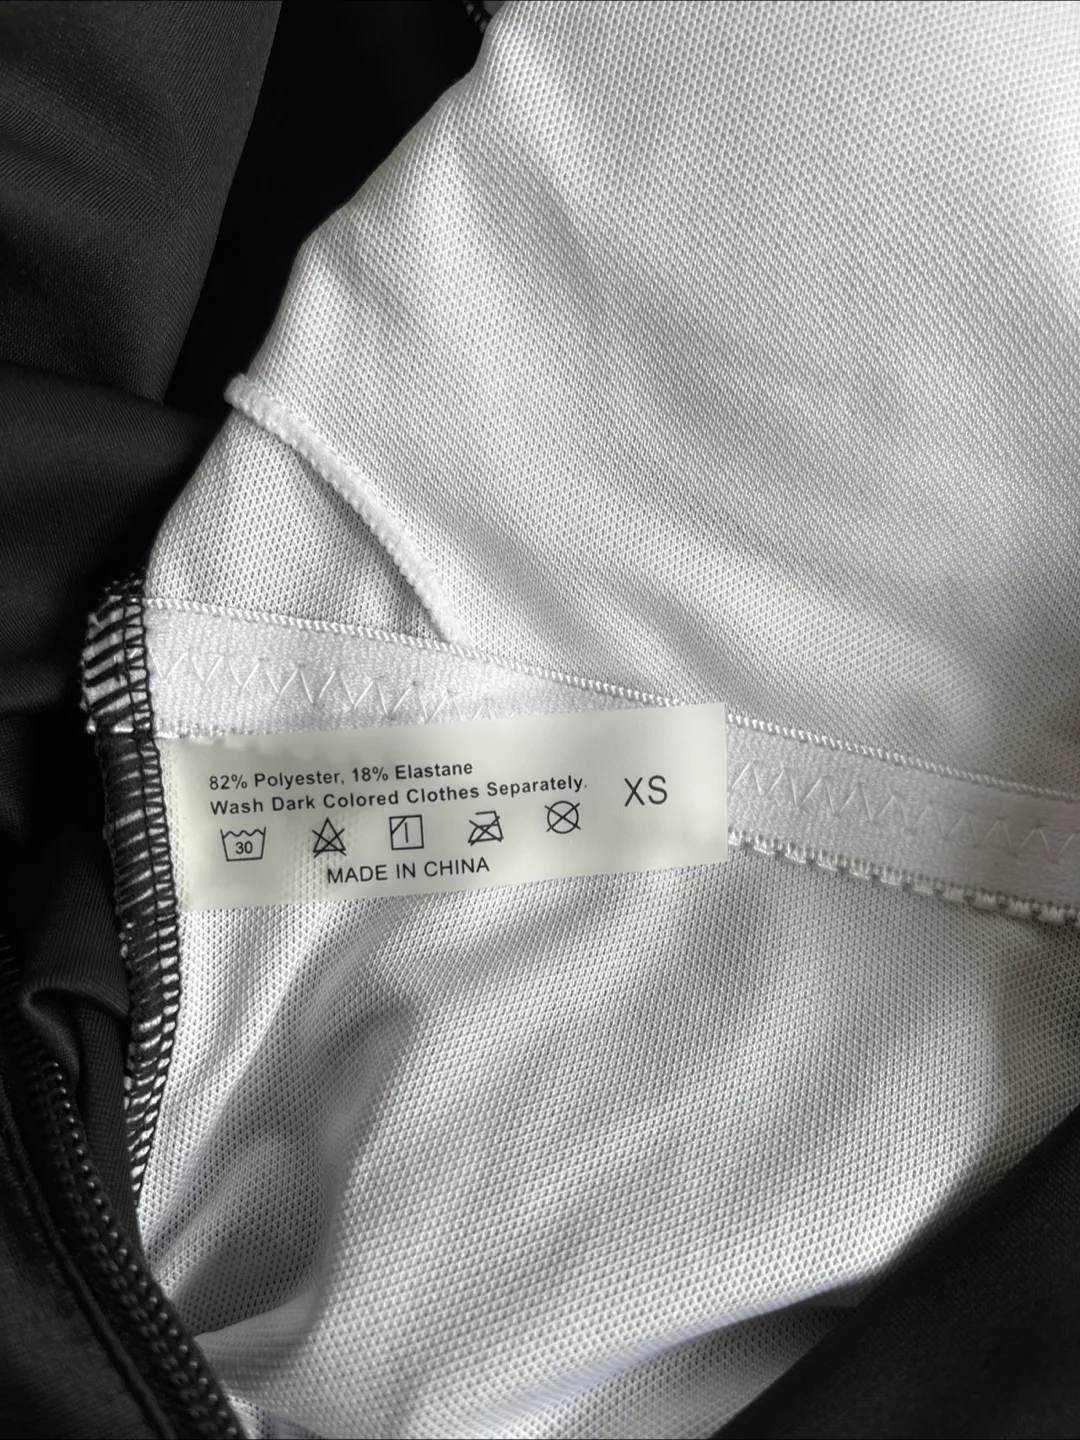 82% Polyester, 18% Elastane
Wash Dark Colored Clothes Separately.
XS
30
MADE IN CHINA